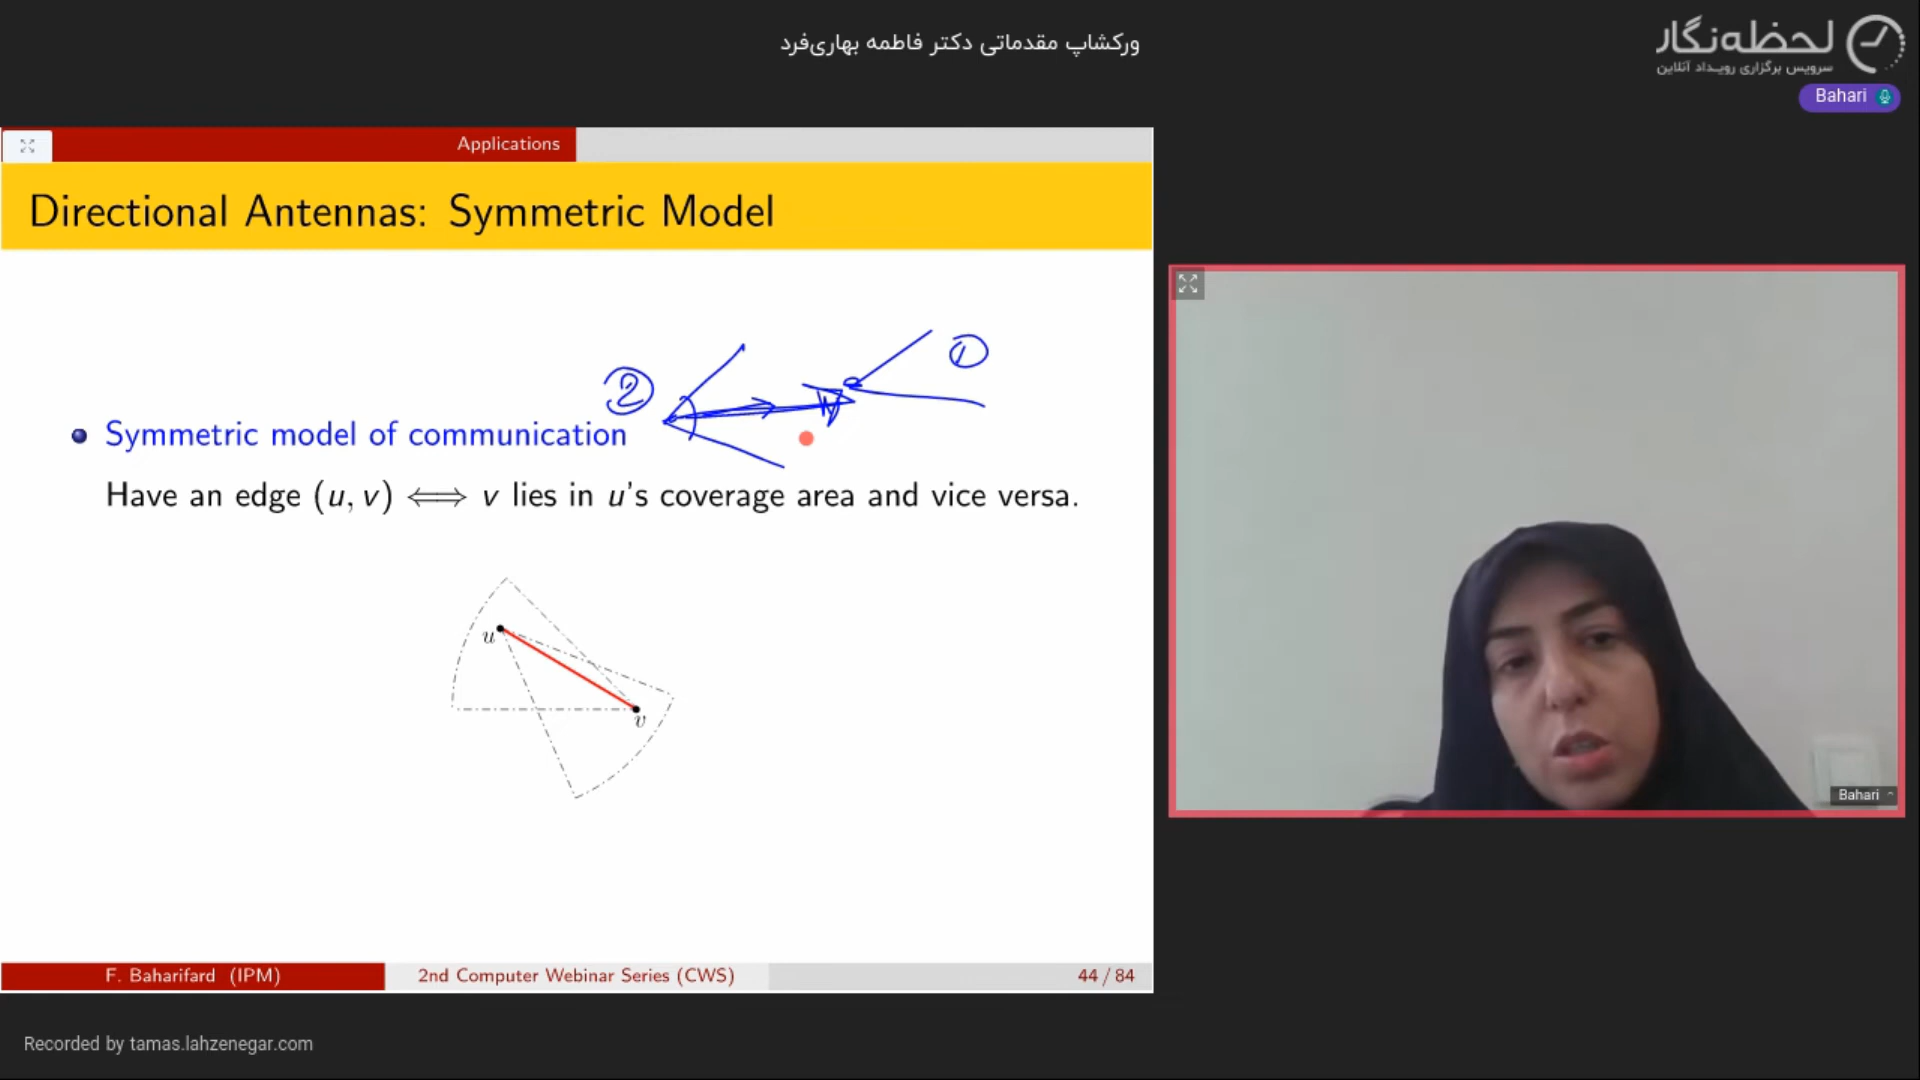 ورکشاپ مقدماتی دکتر فاطمه بهاری‌فرد
لحظه‌نگار
سرویس برگزاری رویداد آنلاین
Bahari
Applications
Directional Antennas: Symmetric Model
① 
②
Symmetric model of communication
Have an edge (u, v) ⟺ v lies in u's coverage area and vice versa.
u
v
Bahari
F. Baharifard (IPM)
2nd Computer Webinar Series (CWS)
44 / 84
Recorded by tamas.lahzenegar.com